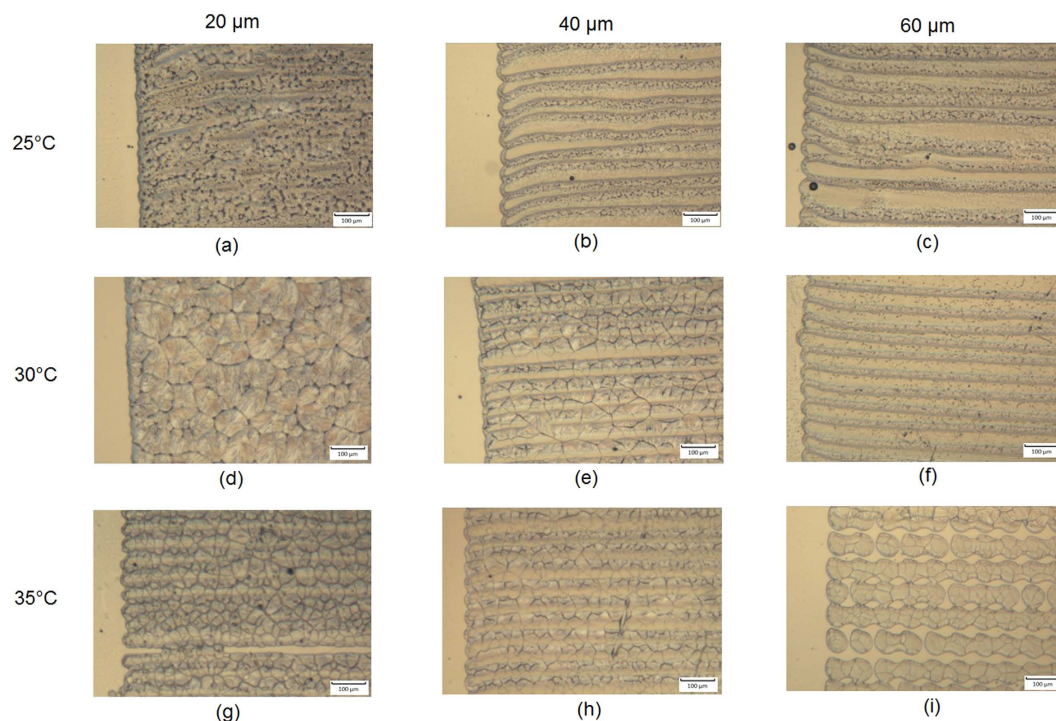 20 µm 40 µm 60 µm
25°C
100 µm 100 µm 100 µm
(a) (b) (c)
30°C
100 µm 100 µm 100 µm
(d) (e) (f)
35°C
100 µm 100 µm 100 µm
(g) (h) (i)